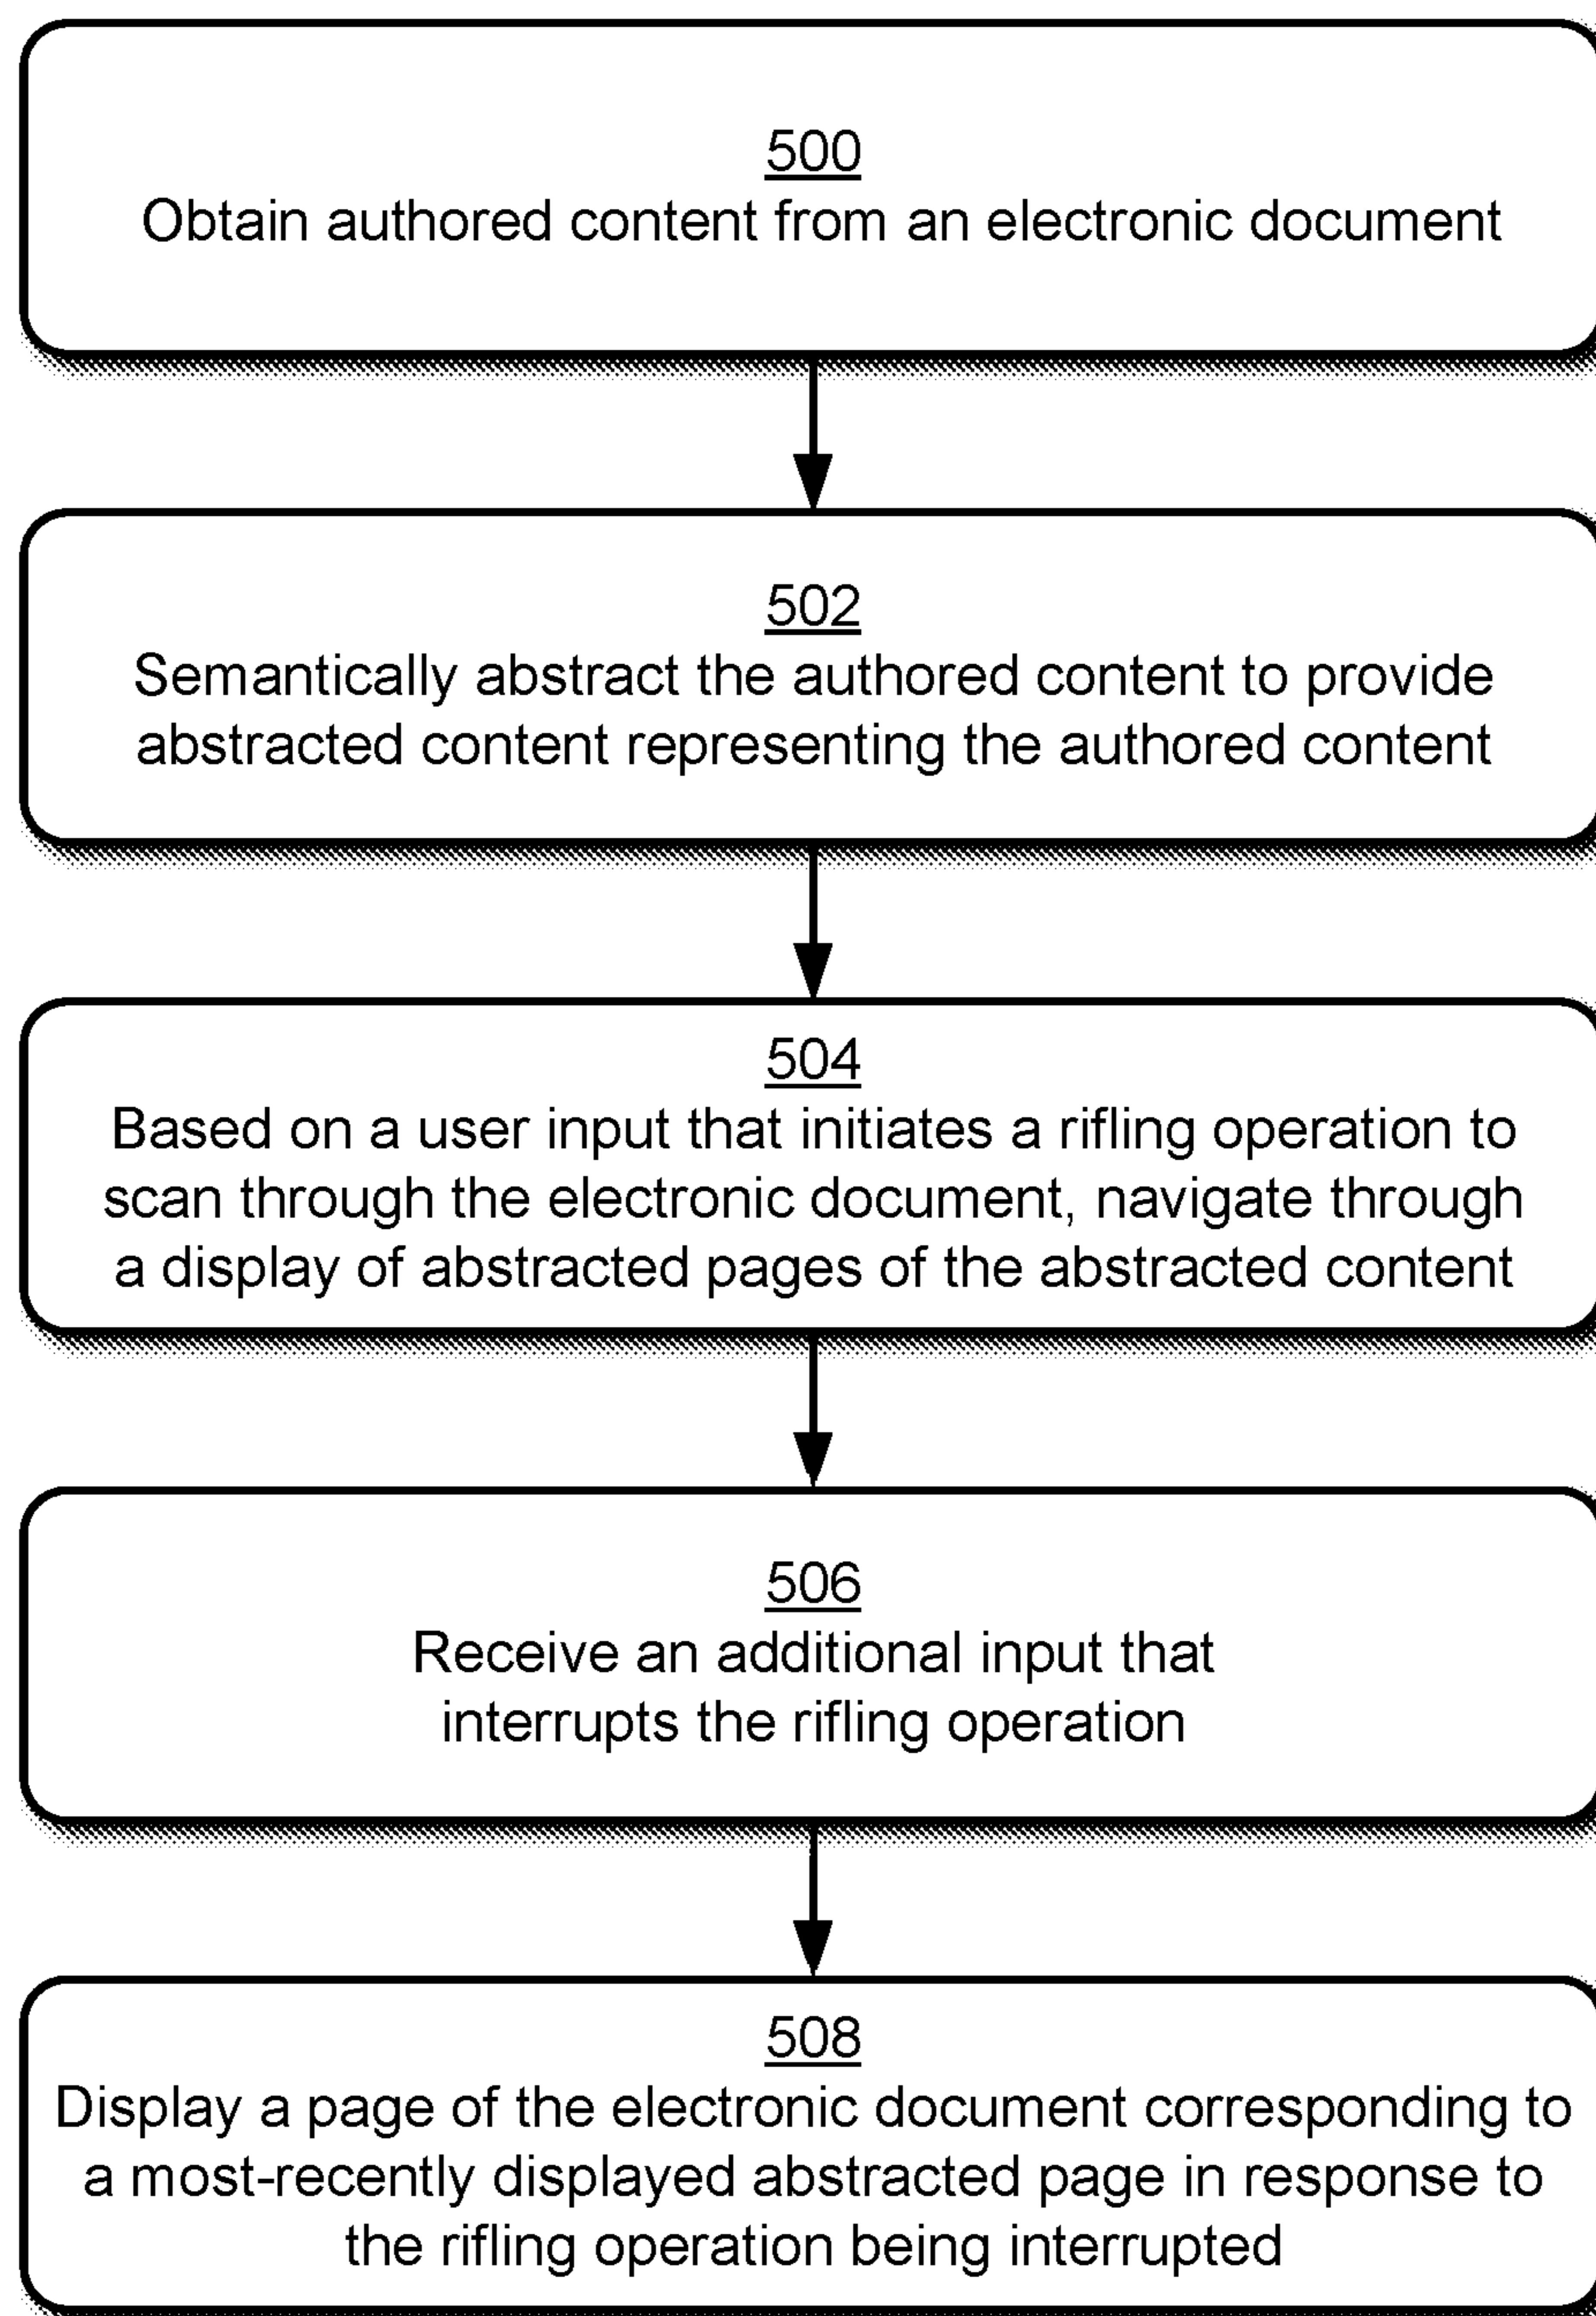 500
Obtain authored content from an electronic document
502
Semantically abstract the authored content to provide
abstracted content representing the authored content
504
Based on a user input that initiates a rifling operation to
scan through the electronic document, navigate through
a display of abstracted pages of the abstracted content
506
Receive an additional input that
interrupts the rifling operation
508
Display a page of the electronic document corresponding to
a most-recently displayed abstracted page in response to
the rifling operation being interrupted